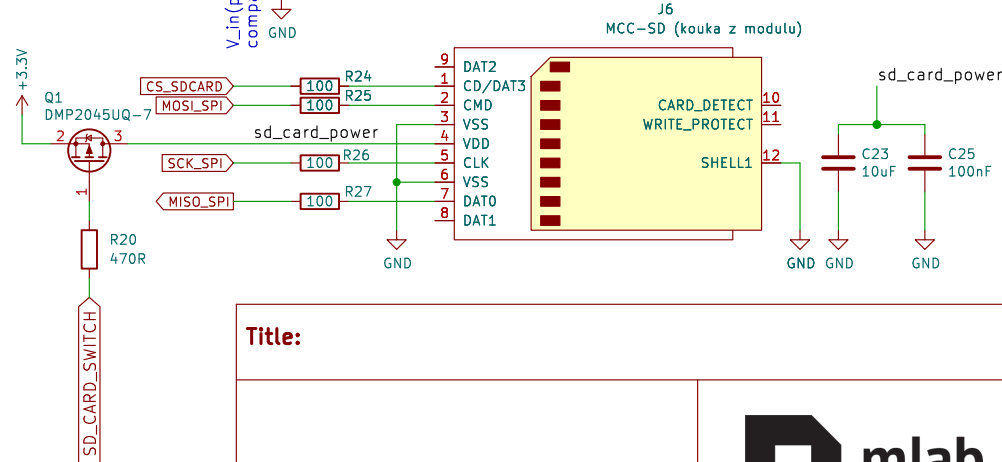 V_in(p
compa
GND
J6
MCC-SD (kouka z modulu)
+3.3V
Q1
DMP2045UQ-7
2
3
1
CS_SDCARD
100
R24
MOSI_SPI
100
R25
sd_card_power
SCK_SPI
100
R26
MISO_SPI
100
R27
9 DAT2
1 CD/DAT3
2 CMD
3 VSS
4 VDD
5 CLK
6 VSS
7 DAT0
8 DAT1
CARD_DETECT 10
WRITE_PROTECT 11
SHELL1 12
sd_card_power
C23
10uF
C25
100nF
GND
GND
GND
GND
R20
470R
SD_CARD_SWITCH
Title:
mlab